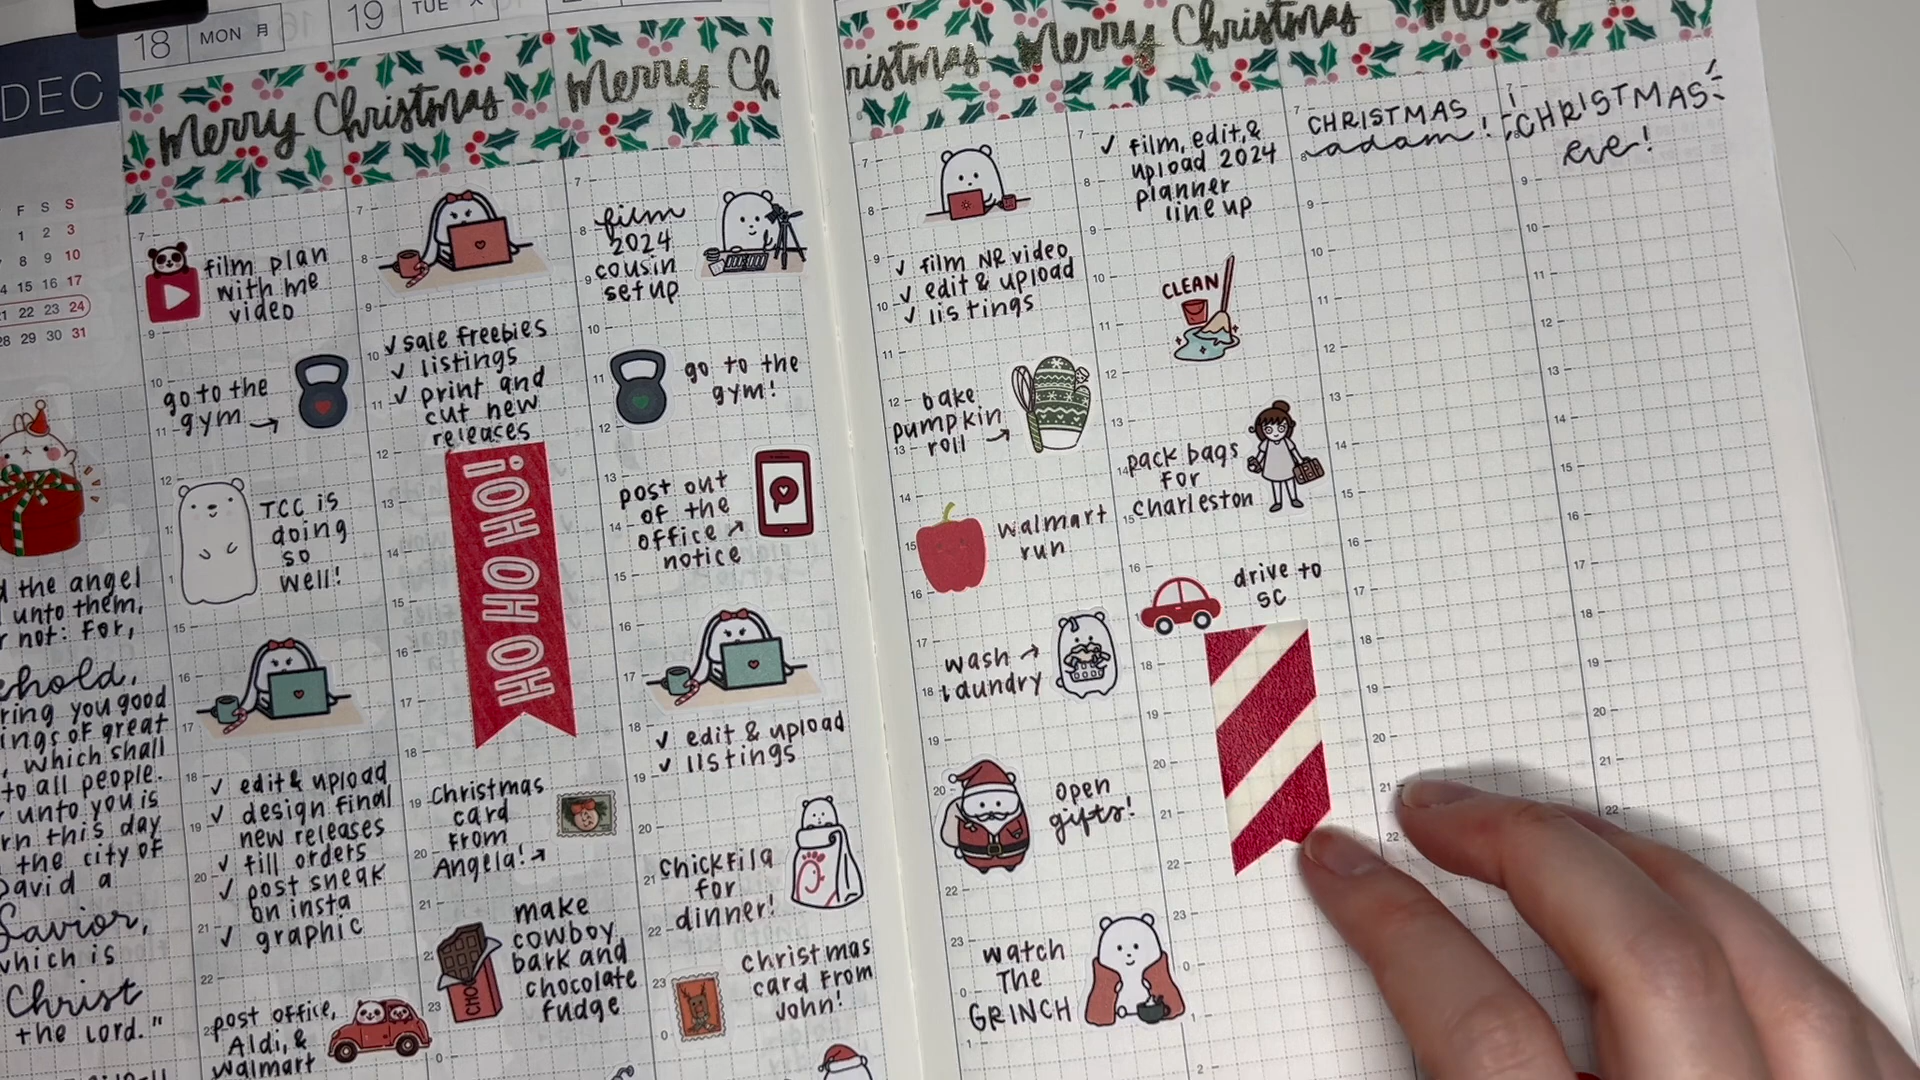 18 MON 月
19 TUE 火
DEC
F S S
1 2 3
8 9 10
15 16 17
22 23 24
29 30 31
Merry Christmas
Merry Ch
ristmas Merry Christmas Merry
the angel
unto them,
not: for,
behold,
bring you good
ings of great
, which shall
to all people.
unto you is
this day
the city of
David a
Savior,
which is
Christ
the Lord."
film plan
with me
video
go to the
gym →
TCC is
doing
so
well!
✓ edit & upload
✓ design final
new releases
✓ fill orders
✓ post sneak
on insta
✓ graphic
post office,
Aldi, &
Walmart
✓ sale freebies
✓ listings
✓ print and
cut new
releases
HO HO HO HO!
Christmas
card
from
Angela!
make
cowboy
bark and
chocolate
fudge
film
2024
cousin
setup
go to the
gym!
post out
of the
office
notice
✓ edit & upload
✓ listings
chickfila
for
dinner!
christmas
card from
John!
✓ film NR video
✓ edit & upload
✓ listings
bake
pumpkin
roll →
walmart
run
wash →
laundry
open
gifts!
watch
The
GRINCH
✓ film, edit, &
upload 2024
planner
line up
CLEAN
pack bags
for
charleston
drive to
SC
CHRISTMAS
adam!
CHRISTMAS
eve!